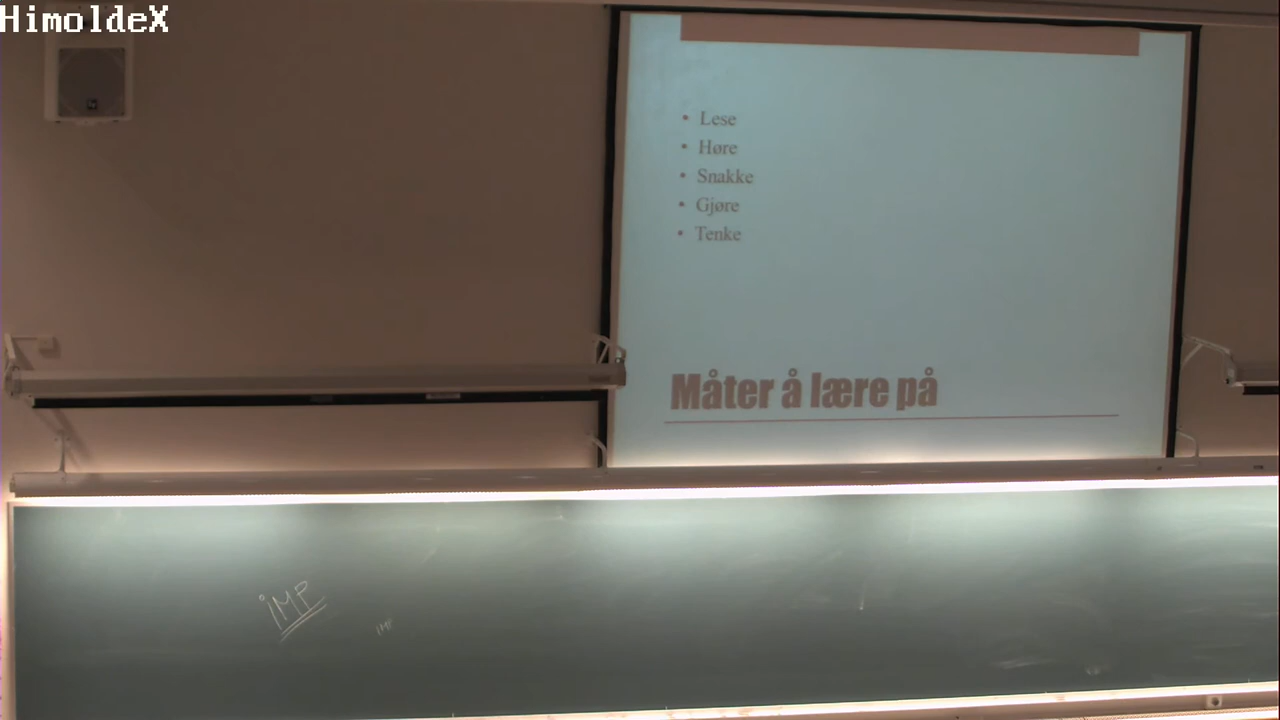 HimoldeX
• Lese
• Høre
• Snakke
• Gjøre
• Tenke
Måter å lære på
iMP